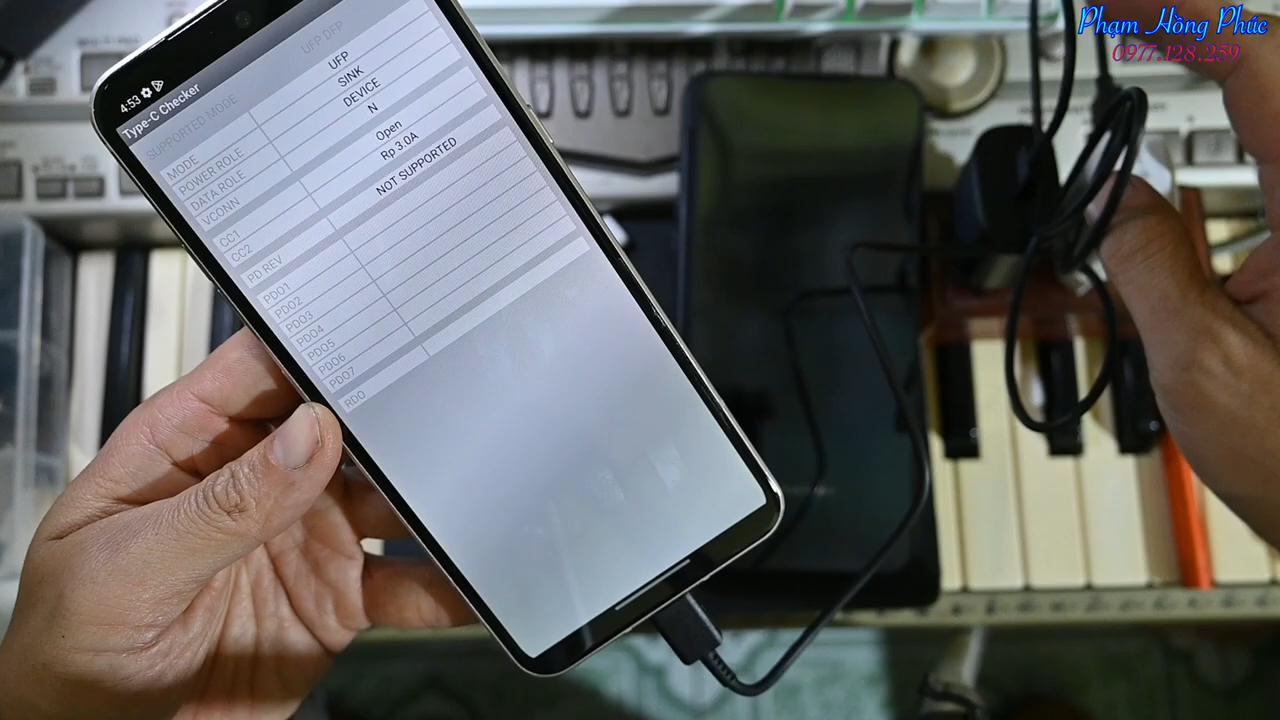 Phạm Hồng Phúc
0977.128.259
4:53
Type-C Checker
SUPPORTED MODE UFP DFP
MODE UFP
POWER ROLE SINK
DATA ROLE DEVICE
VCONN N
CC1 Open
CC2 Rp 3.0A
PD REV NOT SUPPORTED
PDO1
PDO2
PDO3
PDO4
PDO5
PDO6
PDO7
RDO